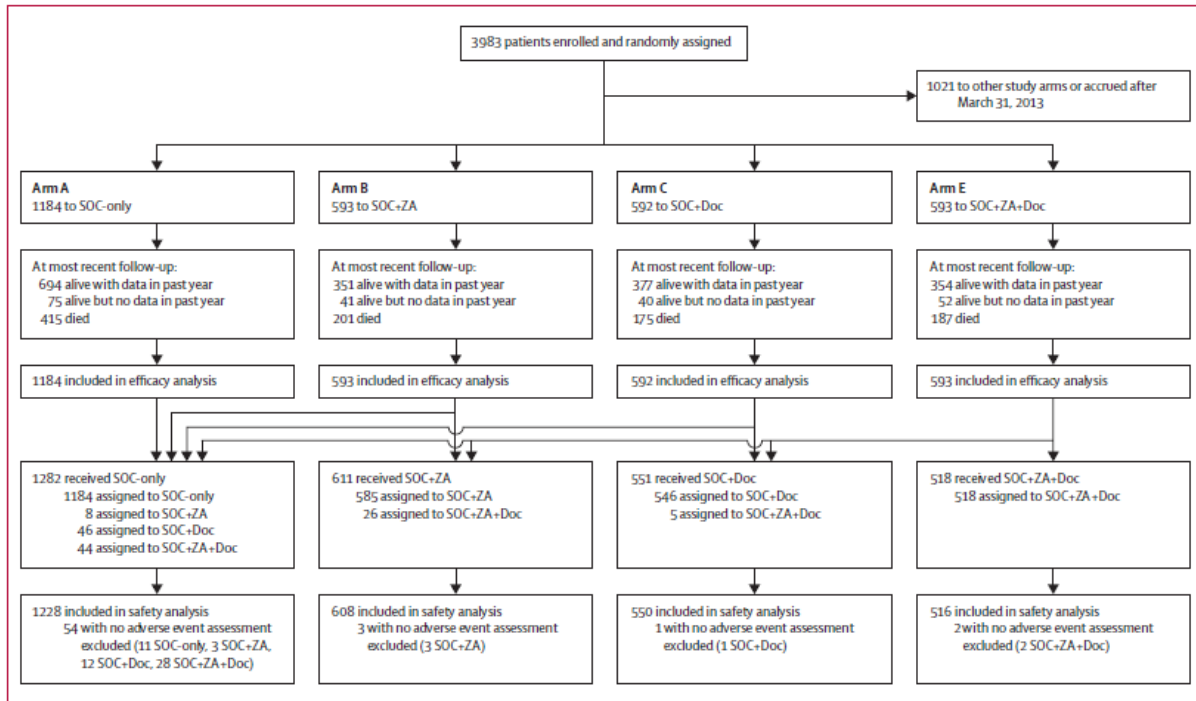 3983 patients enrolled and randomly assigned
1021 to other study arms or accrued after
March 31, 2013
Arm A
1184 to SOC-only
Arm B
593 to SOC+ZA
Arm C
592 to SOC+Doc
Arm E
593 to SOC+ZA+Doc
At most recent follow-up:
694 alive with data in past year
75 alive but no data in past year
415 died
At most recent follow-up:
351 alive with data in past year
41 alive but no data in past year
201 died
At most recent follow-up:
377 alive with data in past year
40 alive but no data in past year
175 died
At most recent follow-up:
354 alive with data in past year
52 alive but no data in past year
187 died
1184 included in efficacy analysis
593 included in efficacy analysis
592 included in efficacy analysis
593 included in efficacy analysis
1282 received SOC-only
1184 assigned to SOC-only
8 assigned to SOC+ZA
46 assigned to SOC+Doc
44 assigned to SOC+ZA+Doc
611 received SOC+ZA
585 assigned to SOC+ZA
26 assigned to SOC+ZA+Doc
551 received SOC+Doc
546 assigned to SOC+Doc
5 assigned to SOC+ZA+Doc
518 received SOC+ZA+Doc
518 assigned to SOC+ZA+Doc
1228 included in safety analysis
54 with no adverse event assessment
excluded (11 SOC-only, 3 SOC+ZA,
12 SOC+Doc, 28 SOC+ZA+Doc)
608 included in safety analysis
3 with no adverse event assessment
excluded (3 SOC+ZA)
550 included in safety analysis
1 with no adverse event assessment
excluded (1 SOC+Doc)
516 included in safety analysis
2 with no adverse event assessment
excluded (2 SOC+ZA+Doc)